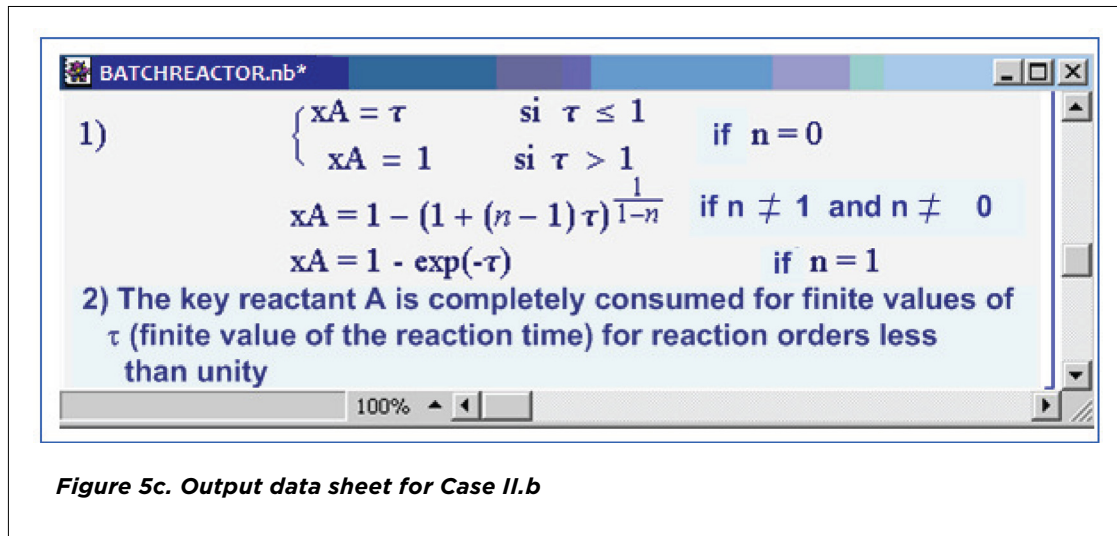 BATCHREACTOR.nb*
1) { xA = τ si τ ≤ 1 if n = 0
xA = 1 si τ > 1
xA = 1 − (1 + (n − 1) τ)^(1/(1−n)) if n ≠ 1 and n ≠ 0
xA = 1 - exp(-τ) if n = 1
2) The key reactant A is completely consumed for finite values of
τ (finite value of the reaction time) for reaction orders less
than unity
100%
Figure 5c. Output data sheet for Case II.b